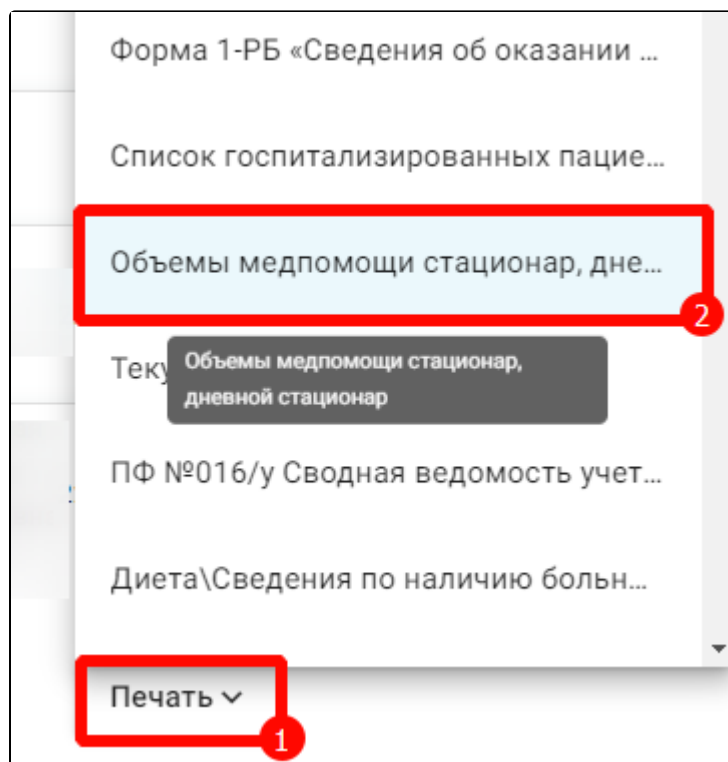 Форма 1-РБ «Сведения об оказании ...
Список госпитализированных пацие...
Объемы медпомощи стационар, дне...
2
Теку
Объемы медпомощи стационар,
дневной стационар
ПФ №016/у Сводная ведомость учет...
Диета\Сведения по наличию больн...
Печать
1